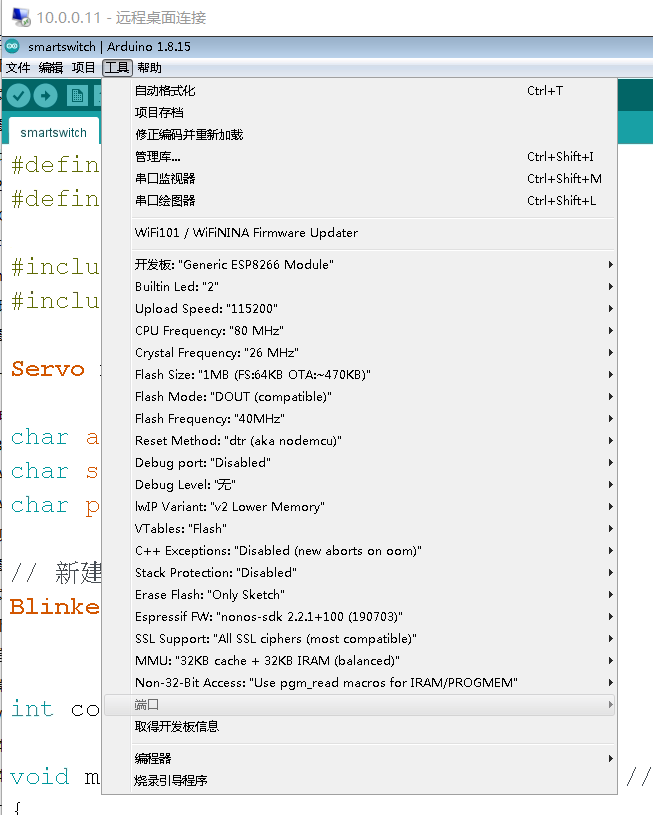 10.0.0.11 - 远程桌面连接
smartswitch | Arduino 1.8.15
文件 编辑 项目 工具 帮助
自动格式化 Ctrl+T
项目存档
修正编码并重新加载
管理库... Ctrl+Shift+I
串口监视器 Ctrl+Shift+M
串口绘图器 Ctrl+Shift+L
WiFi101 / WiFiNINA Firmware Updater
开发板: "Generic ESP8266 Module"
Builtin Led: "2"
Upload Speed: "115200"
CPU Frequency: "80 MHz"
Crystal Frequency: "26 MHz"
Flash Size: "1MB (FS:64KB OTA:~470KB)"
Flash Mode: "DOUT (compatible)"
Flash Frequency: "40MHz"
Reset Method: "dtr (aka nodemcu)"
Debug port: "Disabled"
Debug Level: "无"
lwIP Variant: "v2 Lower Memory"
VTables: "Flash"
C++ Exceptions: "Disabled (new aborts on oom)"
Stack Protection: "Disabled"
Erase Flash: "Only Sketch"
Espressif FW: "nonos-sdk 2.2.1+100 (190703)"
SSL Support: "All SSL ciphers (most compatible)"
MMU: "32KB cache + 32KB IRAM (balanced)"
Non-32-Bit Access: "Use pgm_read macros for IRAM/PROGMEM"
端口
取得开发板信息
编程器
烧录引导程序
smartswitch
#defin
#defin
#inclu
#inclu
Servo
char a
char s
char p
// 新建
Blinke
int co
void m //
{